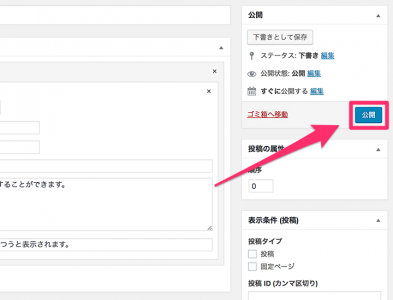 公開
下書きとして保存
ステータス: 下書き 編集
公開状態: 公開 編集
すぐに公開する 編集
ゴミ箱へ移動
公開
投稿の属性
順序
0
することができます。
つうと表示されます。
表示条件 (投稿)
投稿タイプ
投稿
固定ページ
投稿 ID (カンマ区切り)